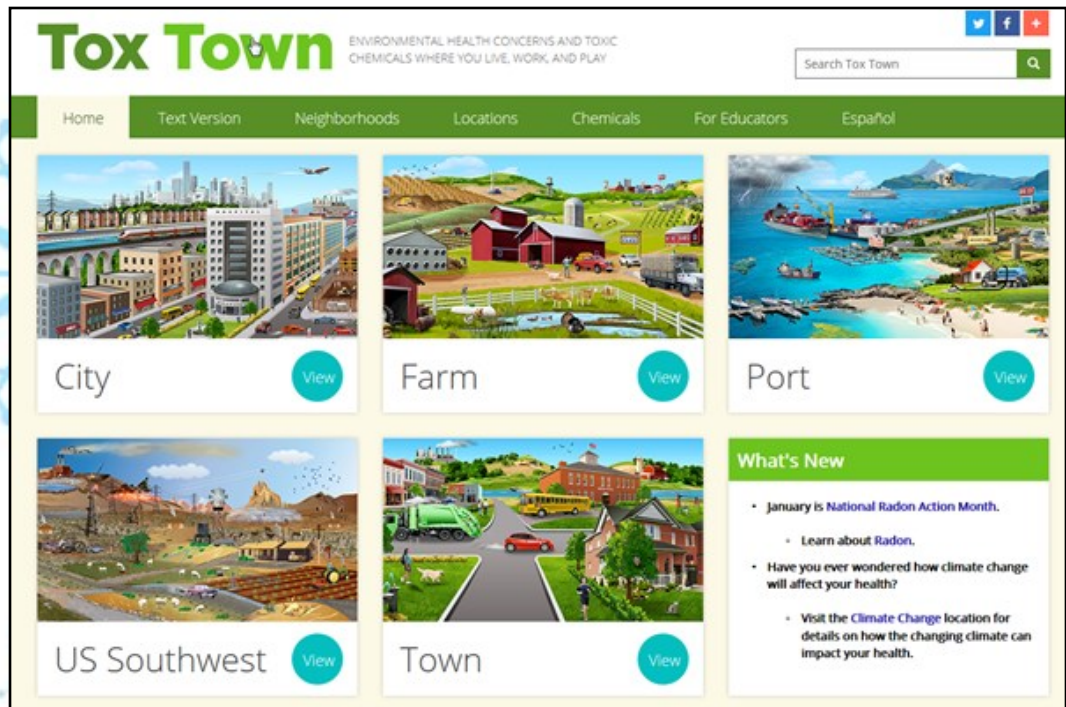 Tox Town
ENVIRONMENTAL HEALTH CONCERNS AND TOXIC
CHEMICALS WHERE YOU LIVE, WORK, AND PLAY
Search Tox Town
Home Text Version Neighborhoods Locations Chemicals For Educators Español
City View
Farm View
Port View
US Southwest View
Town View
What's New
• January is National Radon Action Month.
◦ Learn about Radon.
• Have you ever wondered how climate change
will affect your health?
◦ Visit the Climate Change location for
details on how the changing climate can
impact your health.